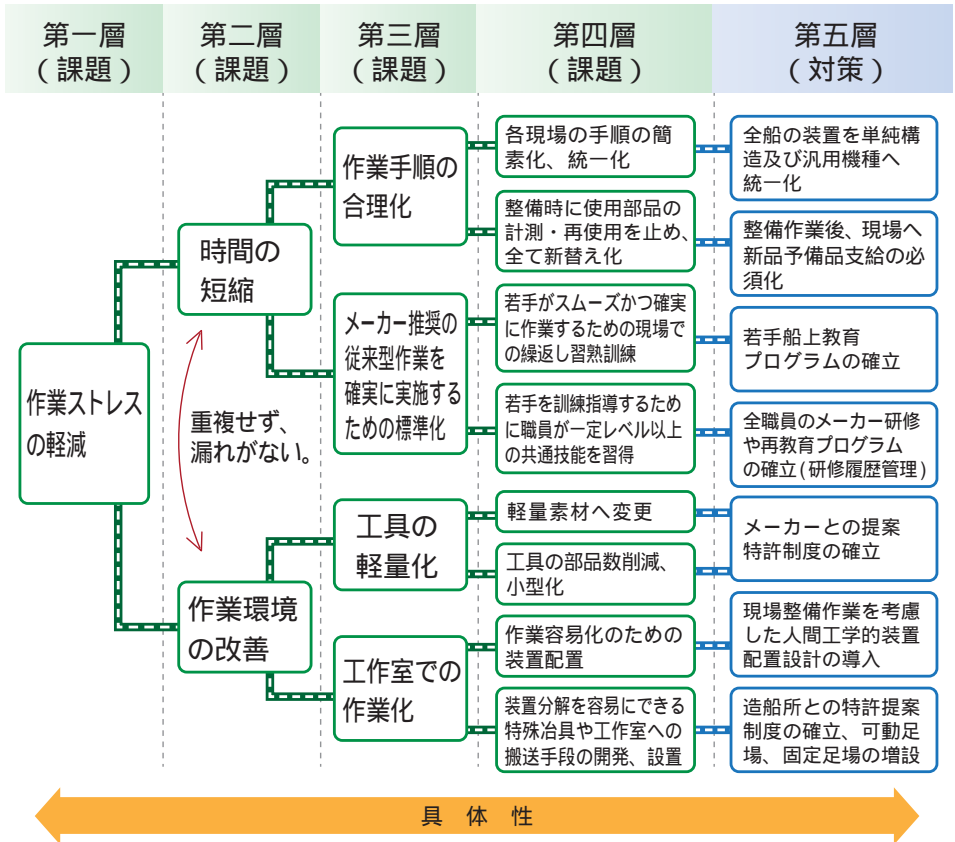 第一層
(課題)
第二層
(課題)
第三層
(課題)
第四層
(課題)
第五層
(対策)
作業ストレス
の軽減
時間の
短縮
重複せず、
漏れがない。
作業環境
の改善
作業手順の
合理化
メーカー推奨の
従来型作業を
確実に実施する
ための標準化
工具の
軽量化
工作室での
作業化
各現場の手順の簡
素化、統一化
整備時に使用部品の
計測・再使用を止め、
全て新替え化
若手がスムーズかつ確実
に作業するための現場で
の繰返し習熟訓練
若手を訓練指導するため
に職員が一定レベル以上
の共通技能を習得
軽量素材へ変更
工具の部品数削減、
小型化
作業容易化のための
装置配置
装置分解を容易にできる
特殊冶具や工作室への
搬送手段の開発、設置
全船の装置を単純構
造及び汎用機種へ
統一化
整備作業後、現場へ
新品予備品支給の必
須化
若手船上教育
プログラムの確立
全職員のメーカー研修
や再教育プログラム
の確立(研修履歴管理)
メーカーとの提案
特許制度の確立
現場整備作業を考慮
した人間工学的装置
配置設計の導入
造船所との特許提案
制度の確立、可動足
場、固定足場の増設
具 体 性